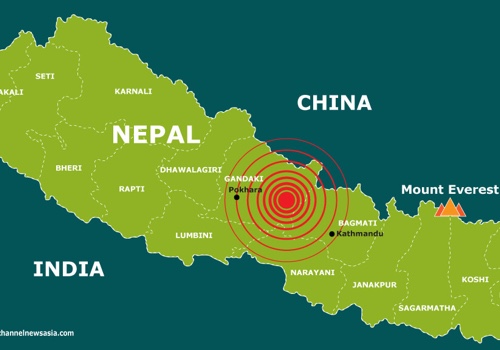 SETI
AKALI
KARNALI
CHINA
NEPAL
BHERI
DHAWALAGIRI
GANDAKI
RAPTI
Pokhara
Mount Everest
BAGMATI
LUMBINI
Kathmandu
INDIA
NARAYANI
JANAKPUR
KOSHI
SAGARMATHA
hannelnewsasia.com